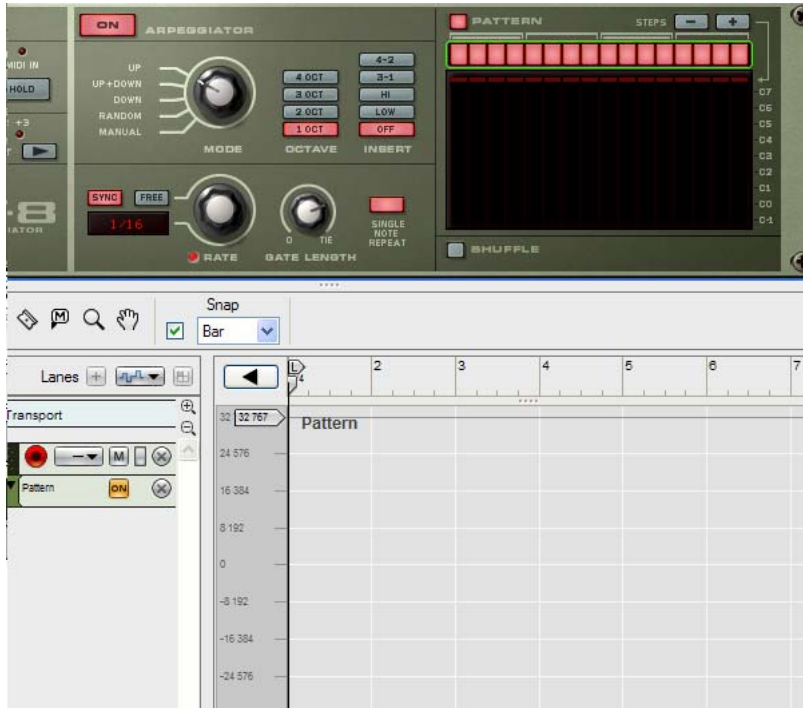 ON ARPEGGIATOR
PATTERN STEPS - +
MIDI IN
HOLD
+3
UP
UP+DOWN
DOWN
RANDOM
MANUAL
MODE
4 OCT
3 OCT
2 OCT
1 OCT
OCTAVE
4-2
3-1
HI
LOW
OFF
INSERT
C7
C6
C5
C4
C3
C2
C1
C0
C-1
SYNC FREE
1/16
RATE
0 TIE
GATE LENGTH
SINGLE
NOTE
REPEAT
SHUFFLE
-8
IATOR
M
Snap
Bar
Lanes +
L 2 3 4 5 6 7
Transport
M
Pattern ON
32 767
Pattern
24 576
16 384
8 192
0
-8 192
-16 384
-24 576